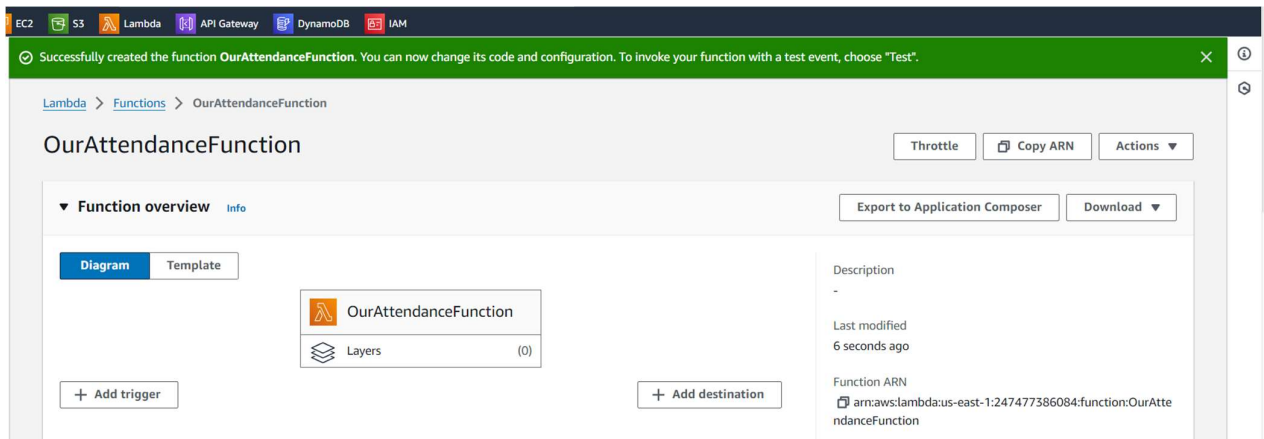 EC2 S3 Lambda API Gateway DynamoDB IAM
Successfully created the function OurAttendanceFunction. You can now change its code and configuration. To invoke your function with a test event, choose "Test".
Lambda > Functions > OurAttendanceFunction
OurAttendanceFunction
Throttle Copy ARN Actions
Function overview Info
Export to Application Composer Download
Diagram Template
OurAttendanceFunction
Layers (0)
+ Add trigger
+ Add destination
Description
-
Last modified
6 seconds ago
Function ARN
arn:aws:lambda:us-east-1:247477386084:function:OurAtte
ndanceFunction